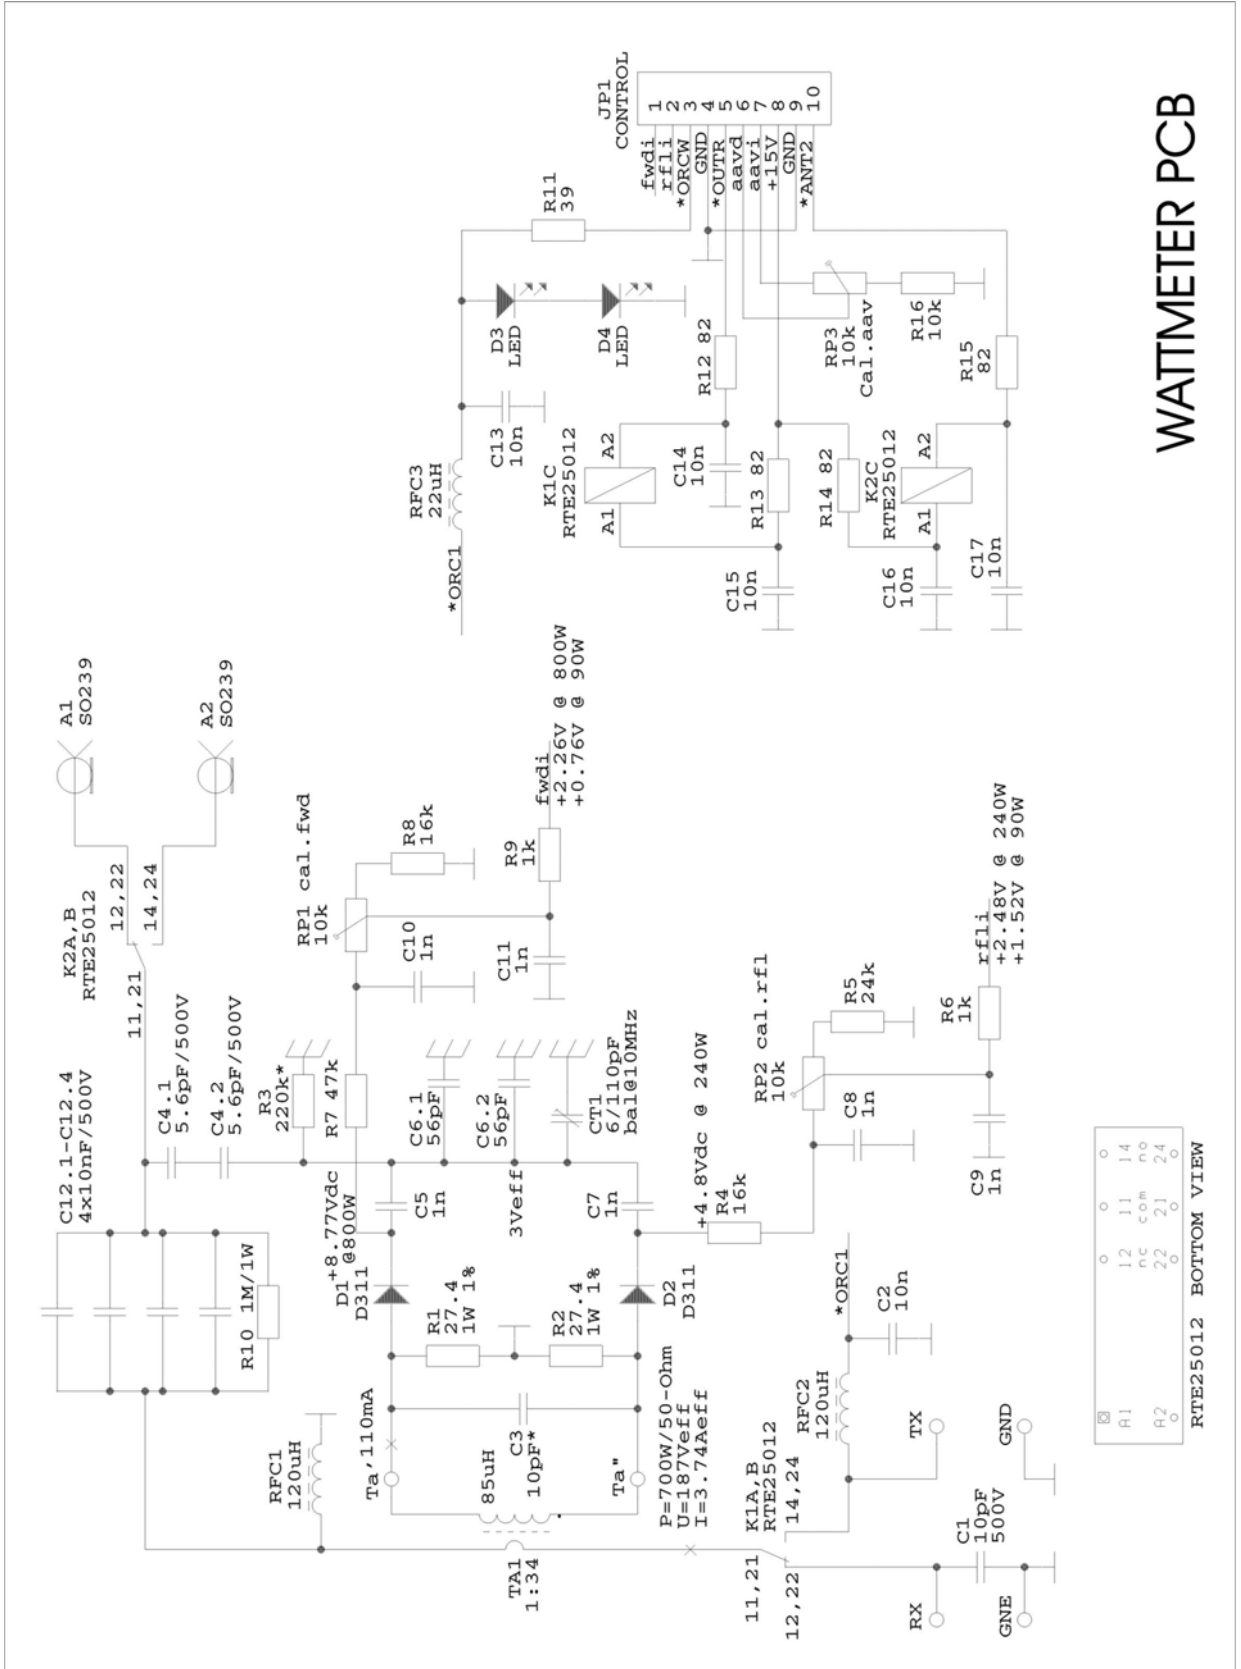 C12.1-C12.4
4x10nF/500V
R10 1M/1W
C4.1
5.6pF/500V
C4.2
5.6pF/500V
11,21
K2A,B
RTE25012
12,22
14,24
A1
SO239
A2
SO239
RFC1
120uH
R3
220k*
R7 47k
RP1 cal.fwd
10k
R8
16k
C10
1n
C11
1n
R9
1k
fwdi
+2.26V @ 800W
+0.76V @ 90W
+8.77Vdc
@800W
D1
D311
C5
1n
C6.1
56pF
C6.2
56pF
3Veff
CT1
6/110pF
bal@10MHz
C7
1n
Ta',110mA
R1
27.4
1W 1%
R2
27.4
1W 1%
D2
D311
85uH
C3
10pF*
Ta"
TA1
1:34
P=700W/50-Ohm
U=187Veff
I=3.74Aeff
+4.8Vdc @ 240W
R4
16k
RP2 cal.rfl
10k
R5
24k
C8
1n
C9
1n
R6
1k
rfli
+2.48V @ 240W
+1.52V @ 90W
K1A,B
RTE25012
11,21
12,22
14,24
RFC2
120uH
*ORC1
C2
10n
TX
GND
RX
C1
10pF
500V
GNE
A1
A2
12 11 14
nc com no
22 21 24
RTE25012 BOTTOM VIEW
*ORC1
RFC3
22uH
C13
10n
D3
LED
D4
LED
R11
39
JP1
CONTROL
fwdi 1
rfli 2
*ORCW 3
GND 4
*OUTR 5
aavd 6
aavi 7
+15V 8
GND 9
*ANT2 10
K1C
RTE25012
A1 A2
R12 82
C14
10n
R13 82
C15
10n
R14 82
K2C
RTE25012
A1 A2
C16
10n
C17
10n
RP3
10k
Cal.aav
R16
10k
R15
82
WATTMETER PCB